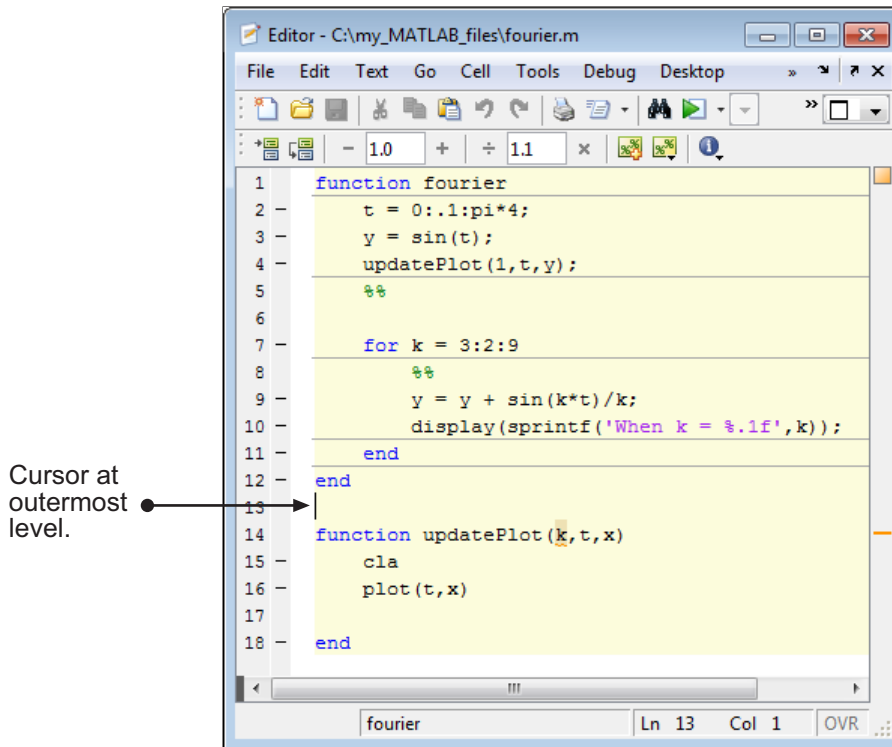 Editor - C:\my_MATLAB_files\fourier.m
File Edit Text Go Cell Tools Debug Desktop »
»
− 1.0 + ÷ 1.1 ×
1 function fourier
2 − t = 0:.1:pi*4;
3 − y = sin(t);
4 − updatePlot(1,t,y);
5 %%
6
7 − for k = 3:2:9
8 %%
9 − y = y + sin(k*t)/k;
10 − display(sprintf('When k = %.1f',k));
11 − end
12 − end
13
14 function updatePlot(k,t,x)
15 − cla
16 − plot(t,x)
17
18 − end
fourier Ln 13 Col 1 OVR
Cursor at
outermost
level.